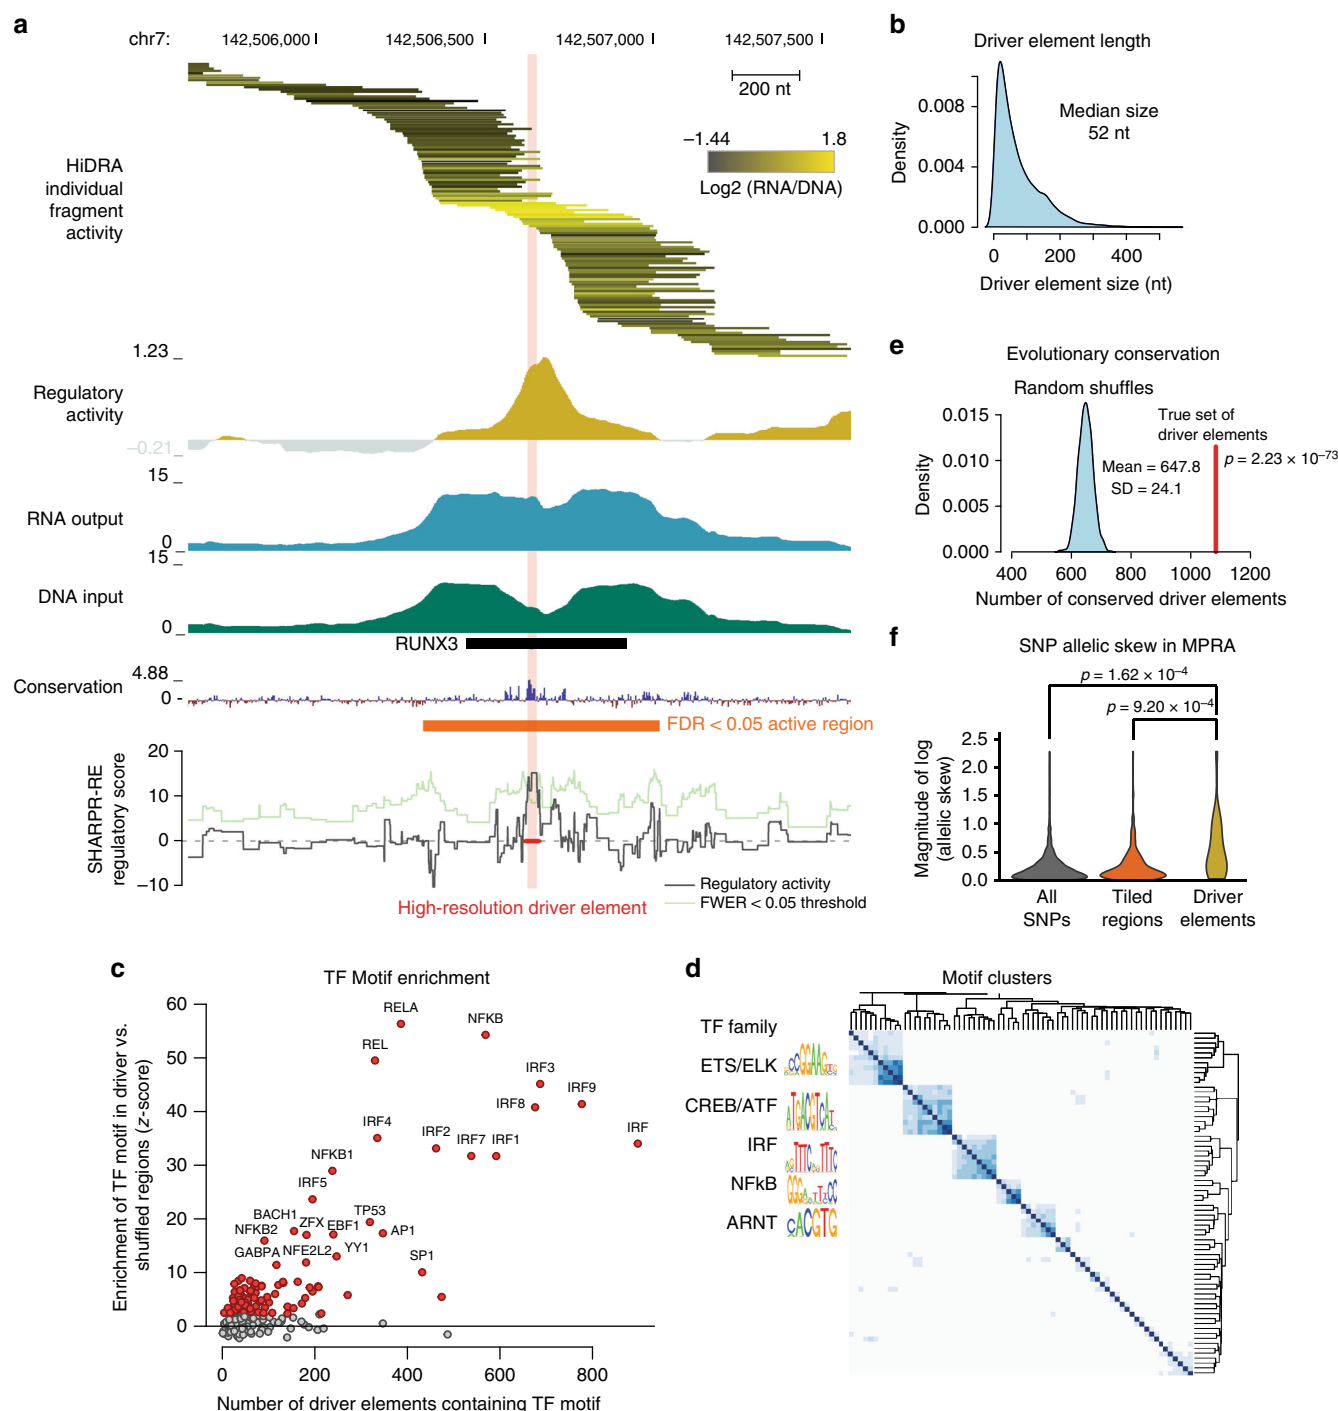 a
chr7:
142,506,000
142,506,500
142,507,000
142,507,500
200 nt
−1.44
1.8
Log2 (RNA/DNA)
HiDRA
individual
fragment
activity
1.23
Regulatory
activity
−0.21
15
RNA output
0
15
DNA input
0
RUNX3
4.88
Conservation
0
FDR < 0.05 active region
20
10
0
−10
SHARPR-RE
regulatory score
Regulatory activity
FWER < 0.05 threshold
High-resolution driver element
b
Driver element length
Median size
52 nt
Density
0.008
0.004
0.000
0
200
400
Driver element size (nt)
e
Evolutionary conservation
Random shuffles
True set of
driver elements
p = 2.23 × 10−73
Mean = 647.8
SD = 24.1
Density
0.015
0.010
0.005
0.000
400
600
800
1000
1200
Number of conserved driver elements
f
SNP allelic skew in MPRA
p = 1.62 × 10−4
p = 9.20 × 10−4
Magnitude of log
(allelic skew)
2.5
2.0
1.5
1.0
0.5
0.0
All
SNPs
Tiled
regions
Driver
elements
c
TF Motif enrichment
Enrichment of TF motif in driver vs.
shuffled regions (z-score)
60
50
40
30
20
10
0
RELA
NFKB
REL
IRF3
IRF9
IRF8
IRF4
IRF2
IRF7
IRF1
IRF
NFKB1
IRF5
BACH1
TP53
NFKB2
ZFX
EBF1
AP1
GABPA
NFE2L2
YY1
SP1
0
200
400
600
800
Number of driver elements containing TF motif
d
Motif clusters
TF family
ETS/ELK
CCGGAAGTG
CREB/ATF
ATGACGTCAT
IRF
NFkB
ARNT
CACGTG